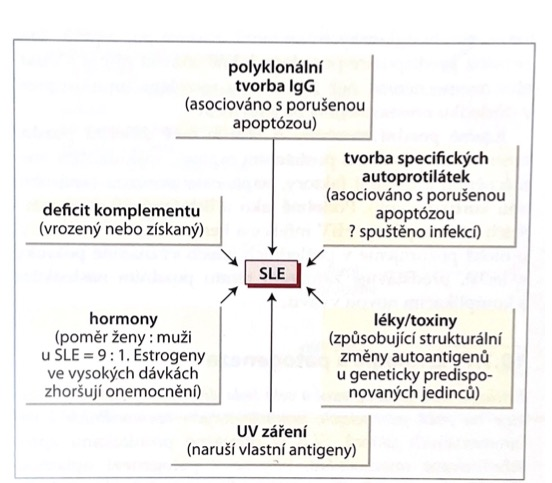 polyklonální
tvorba IgG
(asociováno s porušenou
apoptózou)
tvorba specifických
autoprotilátek
(asociováno s porušenou
apoptózou
? spuštěno infekcí)
deficit komplementu
(vrozený nebo získaný)
SLE
hormony
(poměr ženy : muži
u SLE = 9 : 1. Estrogeny
ve vysokých dávkách
zhoršují onemocnění)
léky/toxiny
(způsobující strukturální
změny autoantigenů
u geneticky predispo-
novaných jedinců)
UV záření
(naruší vlastní antigeny)